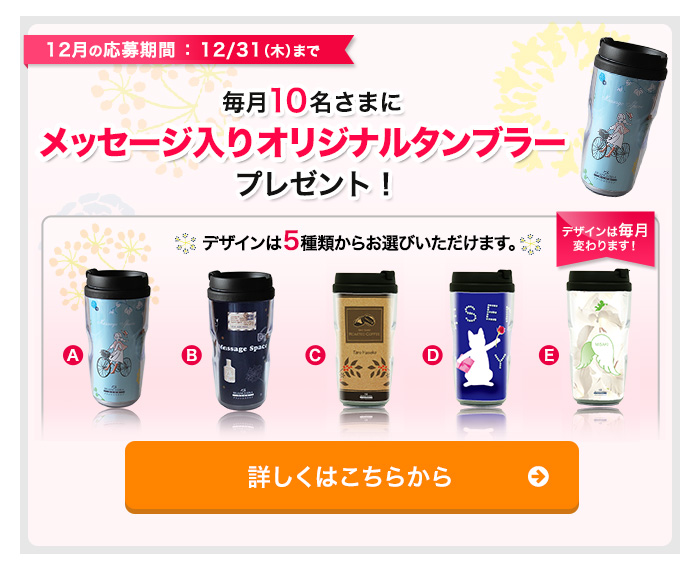 12月の応募期間 : 12/31(木)まで
毎月10名さまに
メッセージ入りオリジナルタンブラー
プレゼント！
デザインは5種類からお選びいただけます。
デザインは毎月
変わります！
A
B
C
D
E
Message Space
S E
Y
詳しくはこちらから